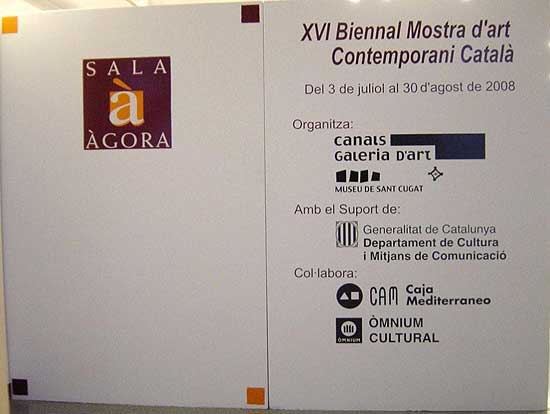 SALA
à
ÀGORA
XVI Biennal Mostra d'art
Contemporani Català
Del 3 de juliol al 30 d'agost de 2008
Organitza:
canals
Galeria D'art
MUSEU DE SANT CUGAT
Amb el Suport de:
Generalitat de Catalunya
Departament de Cultura
i Mitjans de Comunicació
Col·labora:
CAM Caja
Mediterraneo
ÒMNIUM
CULTURAL
ÒMNIUM